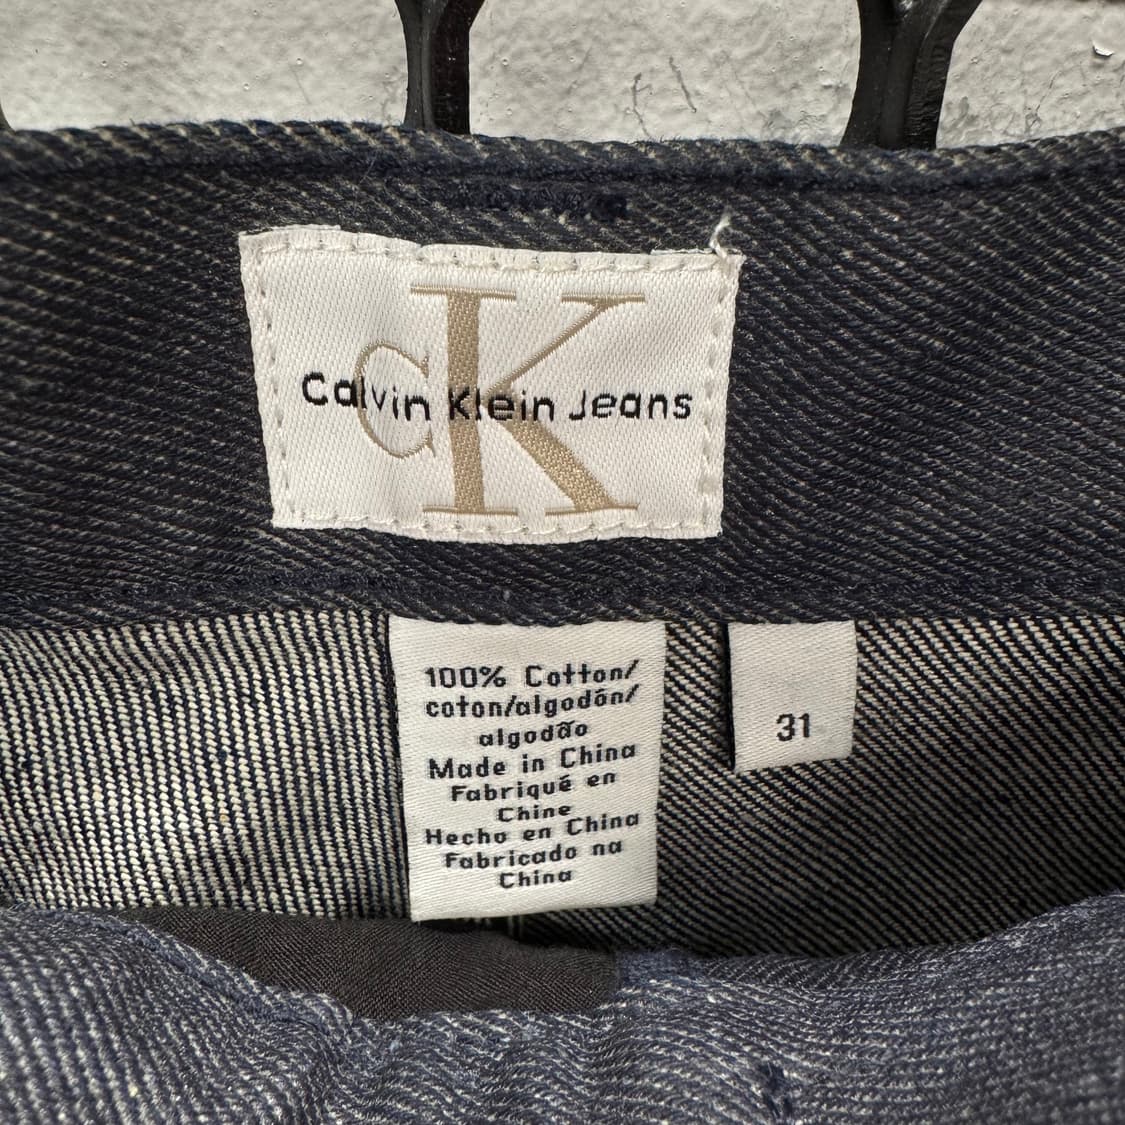 CK
Calvin Klein Jeans
100% Cotton/
coton/algodón/
algodão
Made in China
Fabriqué en
Chine
Hecho en China
Fabricado na
China
31